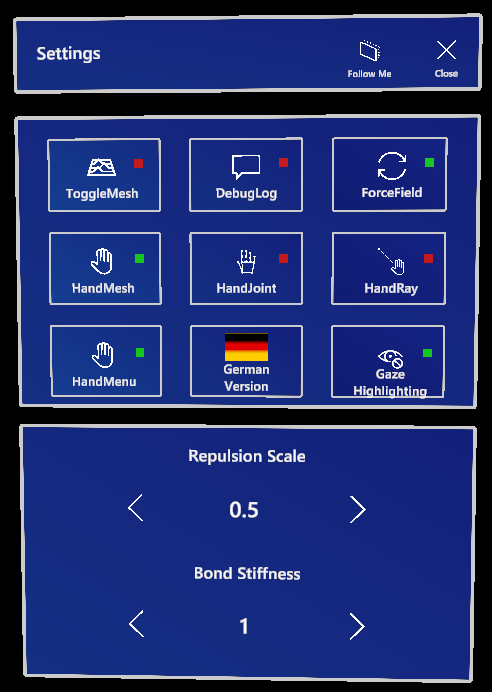 Settings
Follow Me
Close
ToggleMesh
DebugLog
ForceField
HandMesh
HandJoint
HandRay
HandMenu
German
Version
Gaze
Highlighting
Repulsion Scale
0.5
Bond Stiffness
1